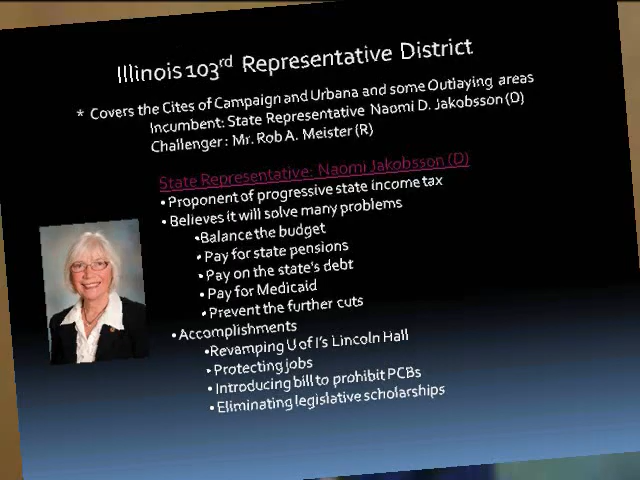 Illinois 103rd Representative District
* Covers the Cites of Campaign and Urbana and some Outlaying areas
Incumbent: State Representative Naomi D. Jakobsson (D)
Challenger : Mr. Rob A. Meister (R)
State Representative: Naomi Jakobsson (D)
• Proponent of progressive state income tax
• Believes it will solve many problems
•Balance the budget
• Pay for state pensions
• Pay on the state's debt
• Pay for Medicaid
• Prevent the further cuts
• Accomplishments
•Revamping U of I's Lincoln Hall
• Protecting jobs
• Introducing bill to prohibit PCBs
• Eliminating legislative scholarships